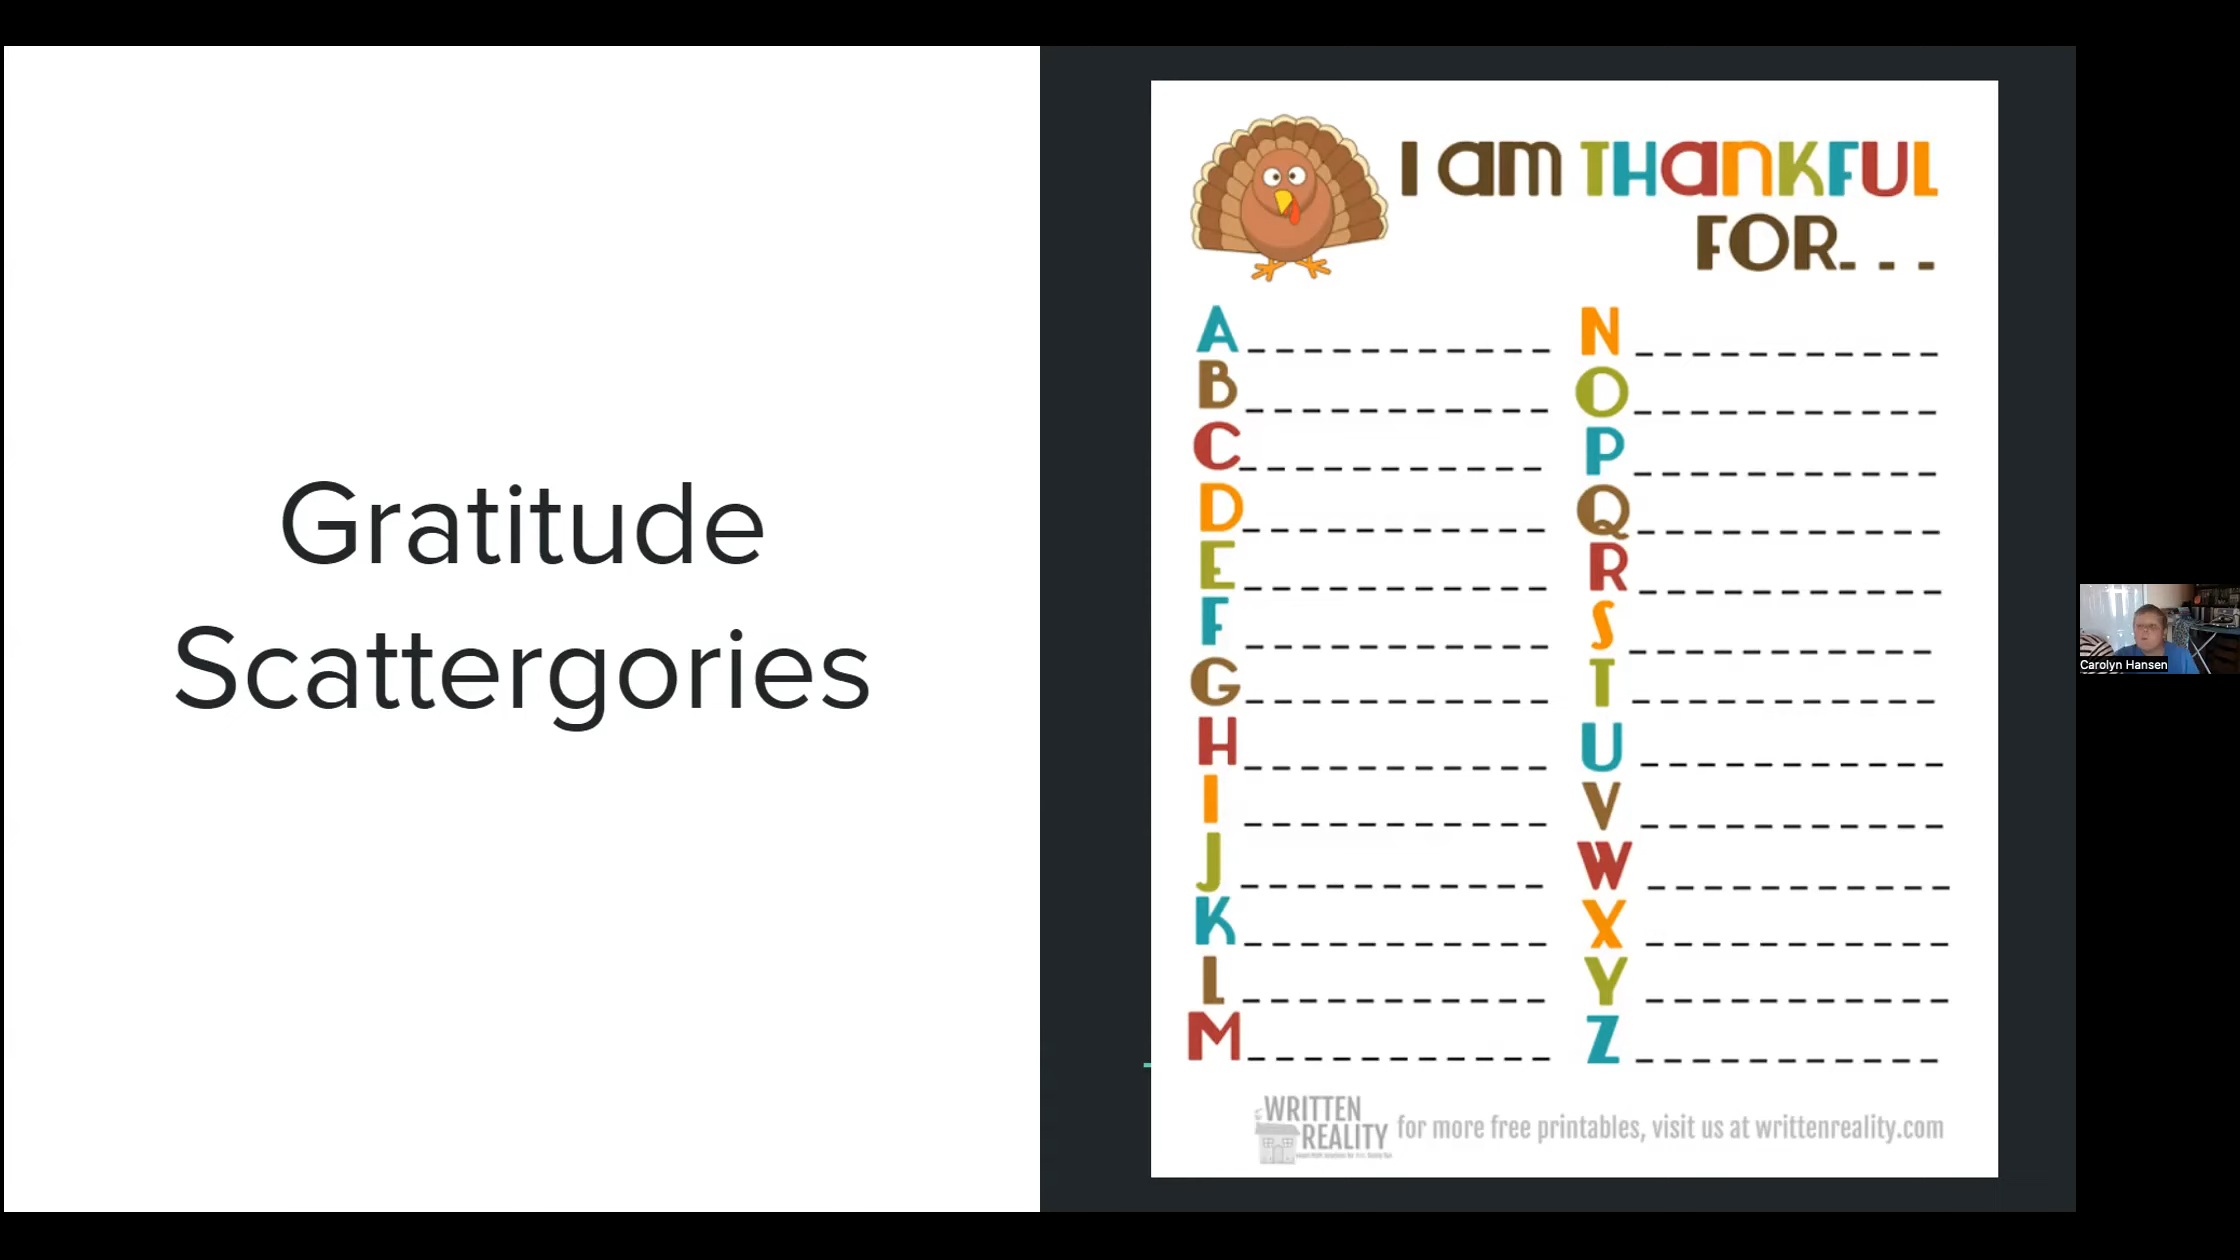 Gratitude
Scattergories
I am THankFUL
FOR...
A
B
C
D
E
F
G
H
I
J
K
L
M
N
O
P
Q
R
S
T
U
V
W
X
Y
Z
WRITTEN
REALITY
for more free printables, visit us at writtenreality.com
Carolyn Hansen